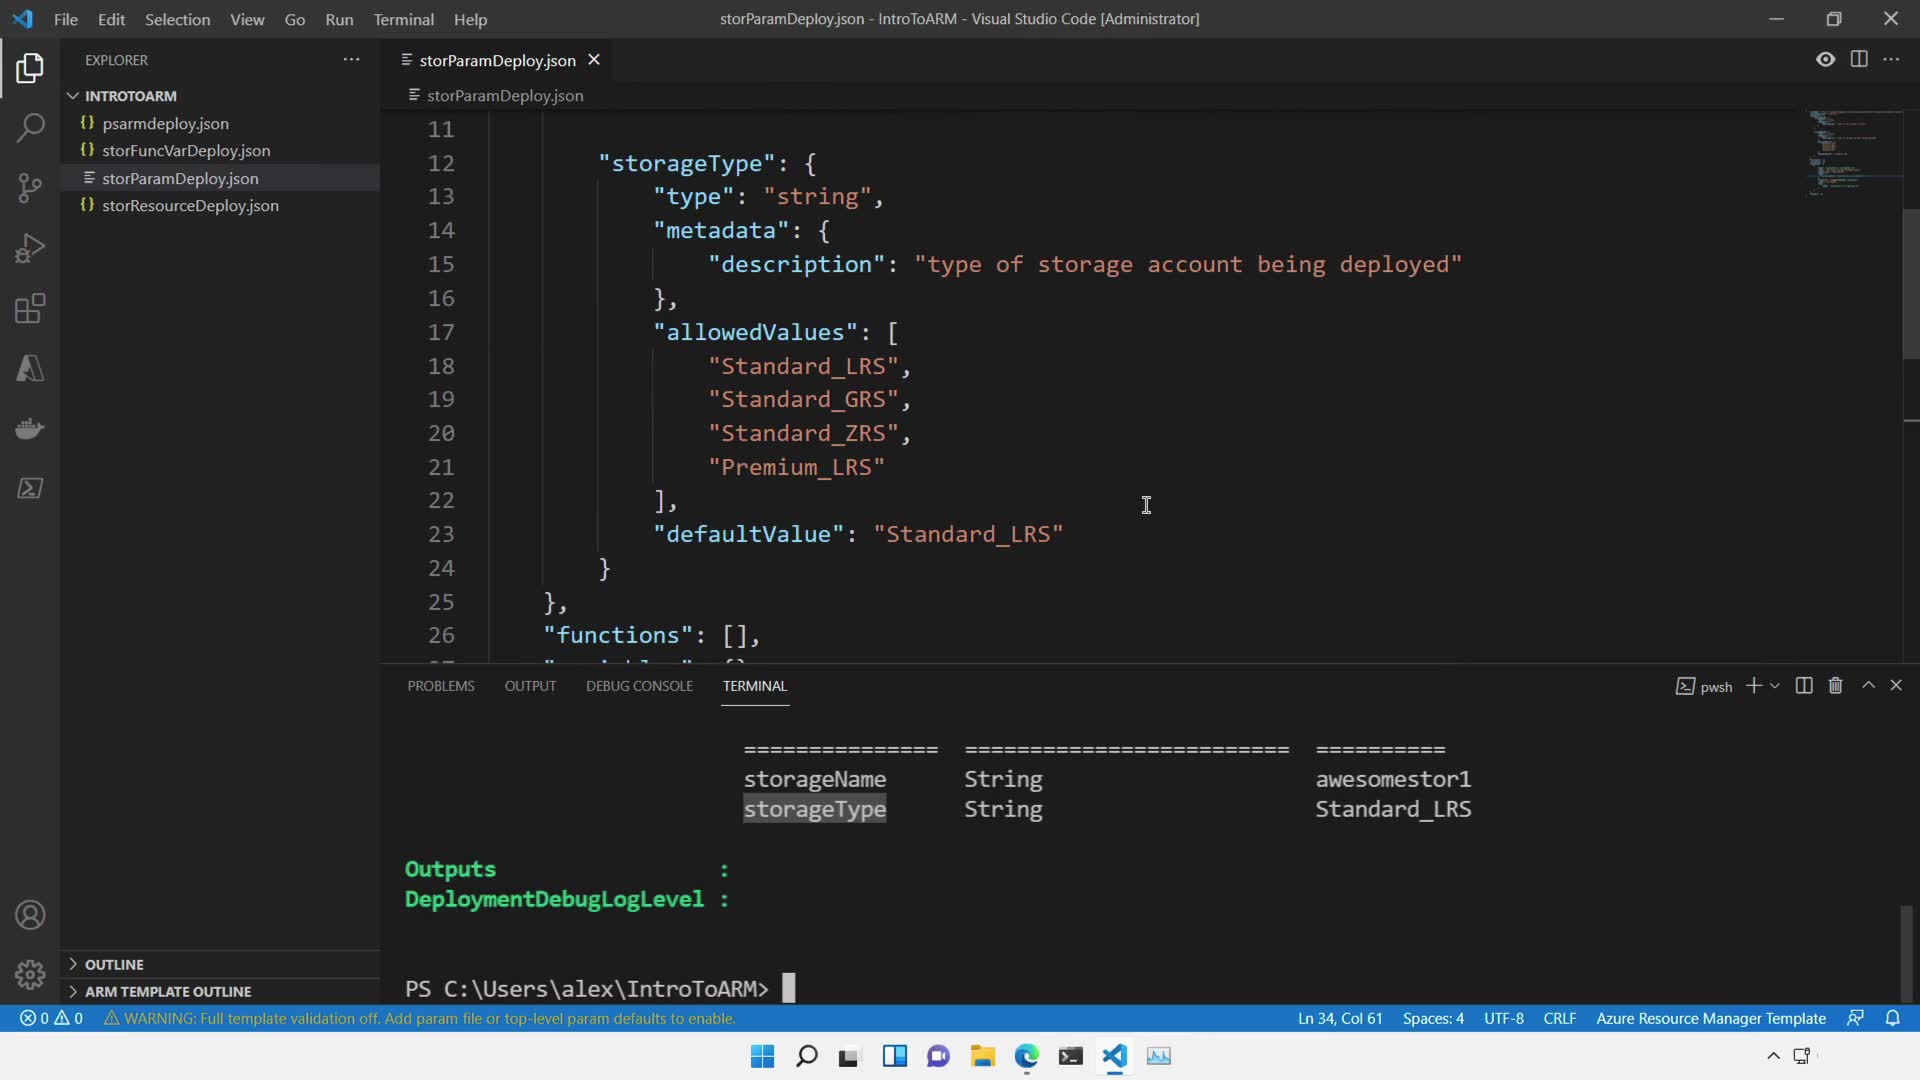 File Edit Selection View Go Run Terminal Help
storParamDeploy.json - IntroToARM - Visual Studio Code [Administrator]
EXPLORER
INTROTOARM
psarmdeploy.json
storFuncVarDeploy.json
storParamDeploy.json
storResourceDeploy.json
OUTLINE
ARM TEMPLATE OUTLINE
storParamDeploy.json
storParamDeploy.json
11
12 "storageType": {
13 "type": "string",
14 "metadata": {
15 "description": "type of storage account being deployed"
16 },
17 "allowedValues": [
18 "Standard_LRS",
19 "Standard_GRS",
20 "Standard_ZRS",
21 "Premium_LRS"
22 ],
23 "defaultValue": "Standard_LRS"
24 }
25 },
26 "functions": [],
PROBLEMS OUTPUT DEBUG CONSOLE TERMINAL
pwsh
=============== ========================= ==========
storageName String awesomestor1
storageType String Standard_LRS
Outputs :
DeploymentDebugLogLevel :
PS C:\Users\alex\IntroToARM>
0 0 WARNING: Full template validation off. Add param file or top-level param defaults to enable.
Ln 34, Col 61 Spaces: 4 UTF-8 CRLF Azure Resource Manager Template